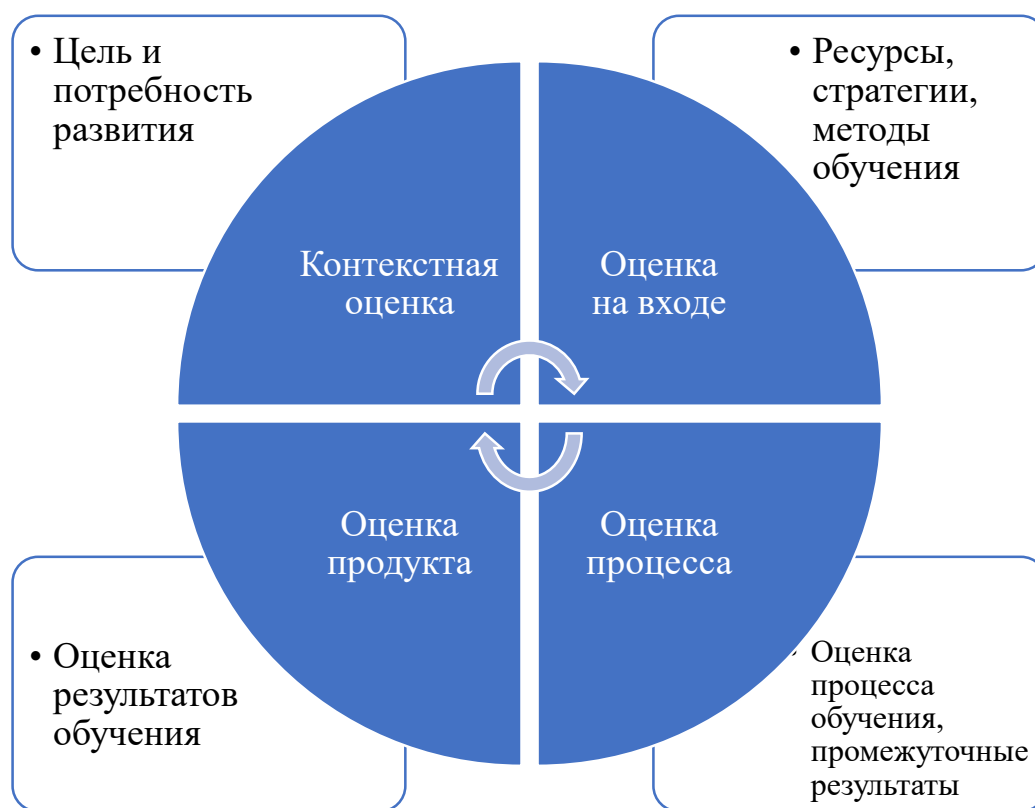 • Цель и
потребность
развития
• Ресурсы,
стратегии,
методы
обучения
Контекстная
оценка
Оценка
на входе
Оценка
продукта
Оценка
процесса
• Оценка
результатов
обучения
• Оценка
процесса
обучения,
промежуточные
результаты